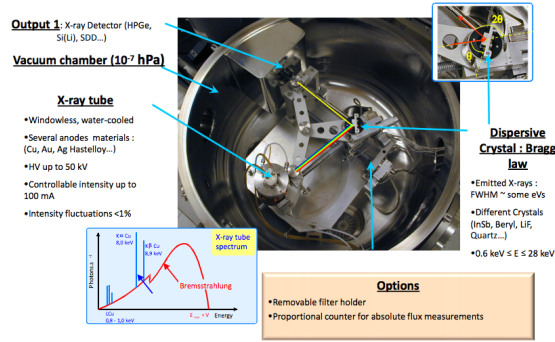 Output 1: X-ray Detector (HPGe,
Si(Li), SDD…)
Vacuum chamber (10⁻⁷ hPa)
X-ray tube
•Windowless, water-cooled
•Several anodes materials :
(Cu, Au, Ag Hastelloy…)
•HV up to 50 kV
•Controllable intensity up to
100 mA
•Intensity fluctuations <1%
2θ
θ
Dispersive
Crystal : Bragg
law
•Emitted X-rays :
FWHM ~ some eVs
•Different Crystals
(InSb, Beryl, LiF,
Quartz…)
•0.6 keV ≤ E ≤ 28 keV
X-ray tube
spectrum
Kα Cu
8,0 keV
Kβ Cu
8,9 keV
Photons.s⁻¹
Bremsstrahlung
LCu
0,8 - 1,0 keV
Energy
Options
•Removable filter holder
•Proportional counter for absolute flux measurements